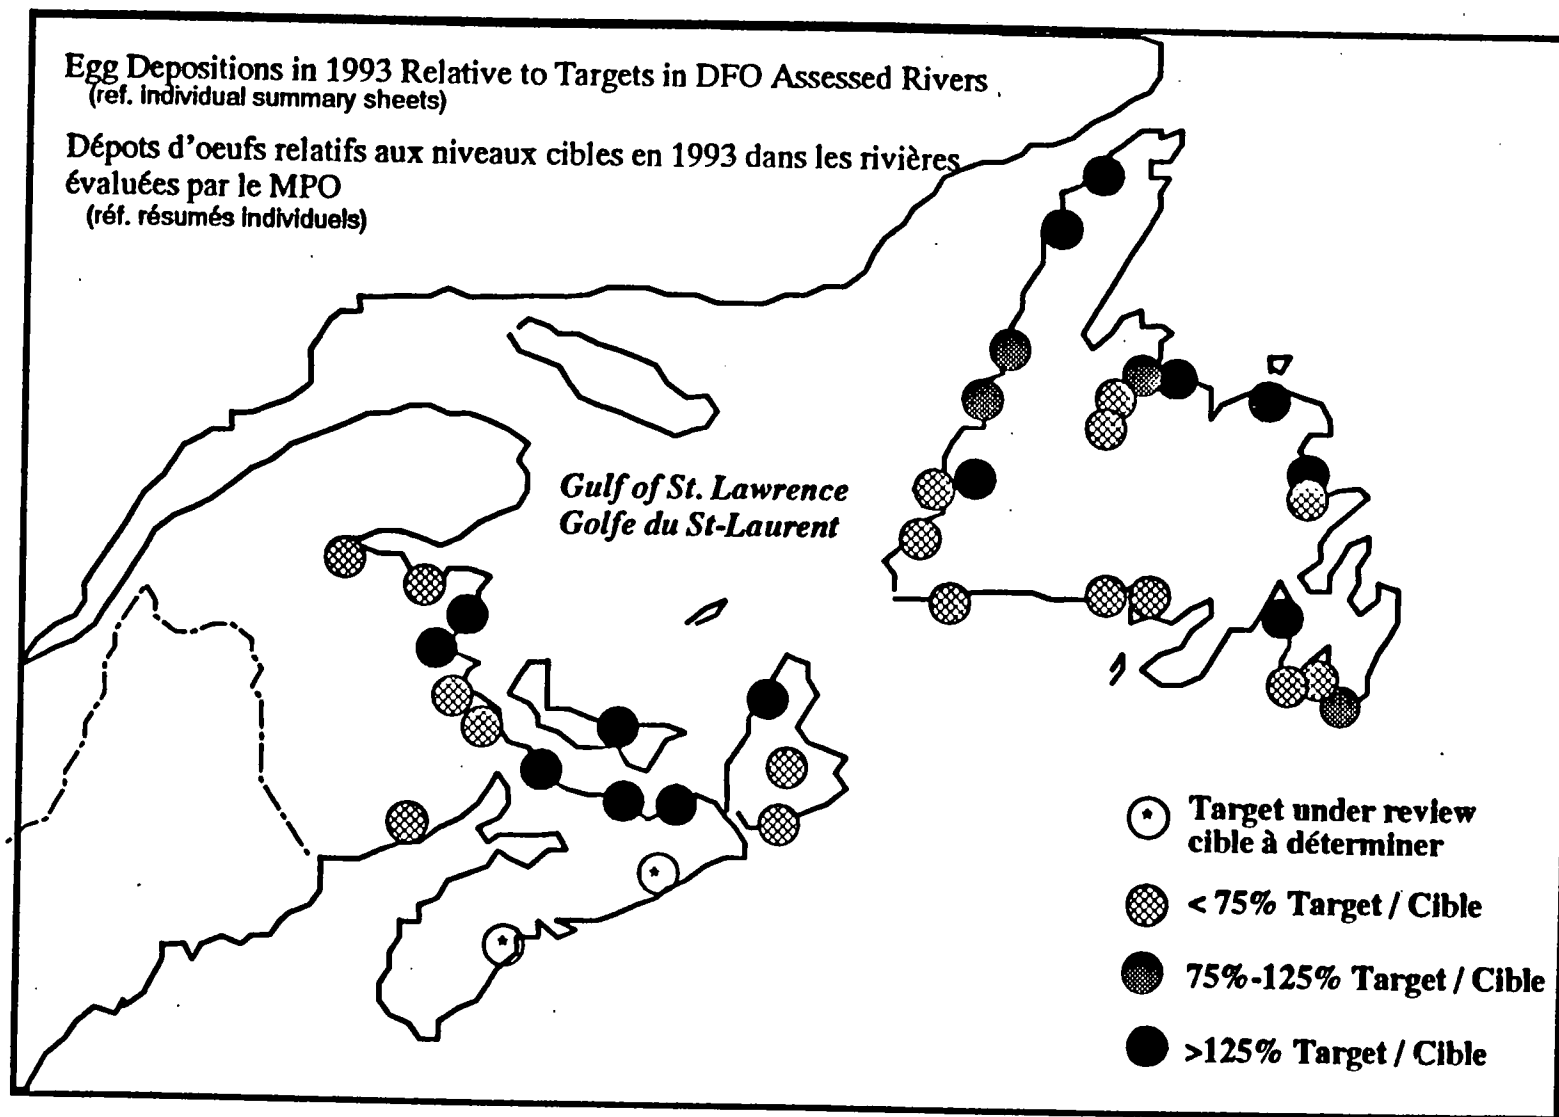 Egg Depositions in 1993 Relative to Targets in DFO Assessed Rivers
(ref. individual summary sheets)
Dépots d'oeufs relatifs aux niveaux cibles en 1993 dans les rivières
évaluées par le MPO
(réf. résumés individuels)
Gulf of St. Lawrence
Golfe du St-Laurent
* Target under review
cible à déterminer
< 75% Target / Cible
75%-125% Target / Cible
>125% Target / Cible
*
*